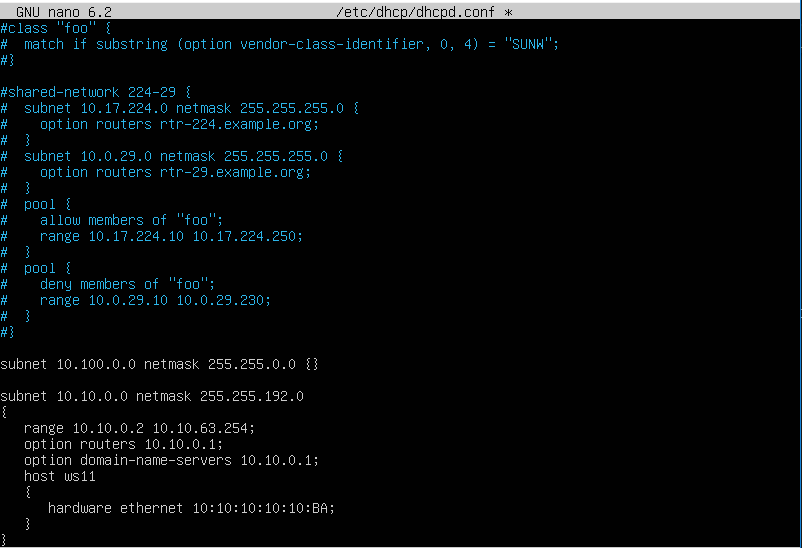 GNU nano 6.2 /etc/dhcp/dhcpd.conf *
#class "foo" {
#  match if substring (option vendor-class-identifier, 0, 4) = "SUNW";
#}

#shared-network 224-29 {
#  subnet 10.17.224.0 netmask 255.255.255.0 {
#    option routers rtr-224.example.org;
#  }
#  subnet 10.0.29.0 netmask 255.255.255.0 {
#    option routers rtr-29.example.org;
#  }
#  pool {
#    allow members of "foo";
#    range 10.17.224.10 10.17.224.250;
#  }
#  pool {
#    deny members of "foo";
#    range 10.0.29.10 10.0.29.230;
#  }
#}

subnet 10.100.0.0 netmask 255.255.0.0 {}

subnet 10.10.0.0 netmask 255.255.192.0
{
   range 10.10.0.2 10.10.63.254;
   option routers 10.10.0.1;
   option domain-name-servers 10.10.0.1;
   host ws11
   {
      hardware ethernet 10:10:10:10:10:BA;
   }
}